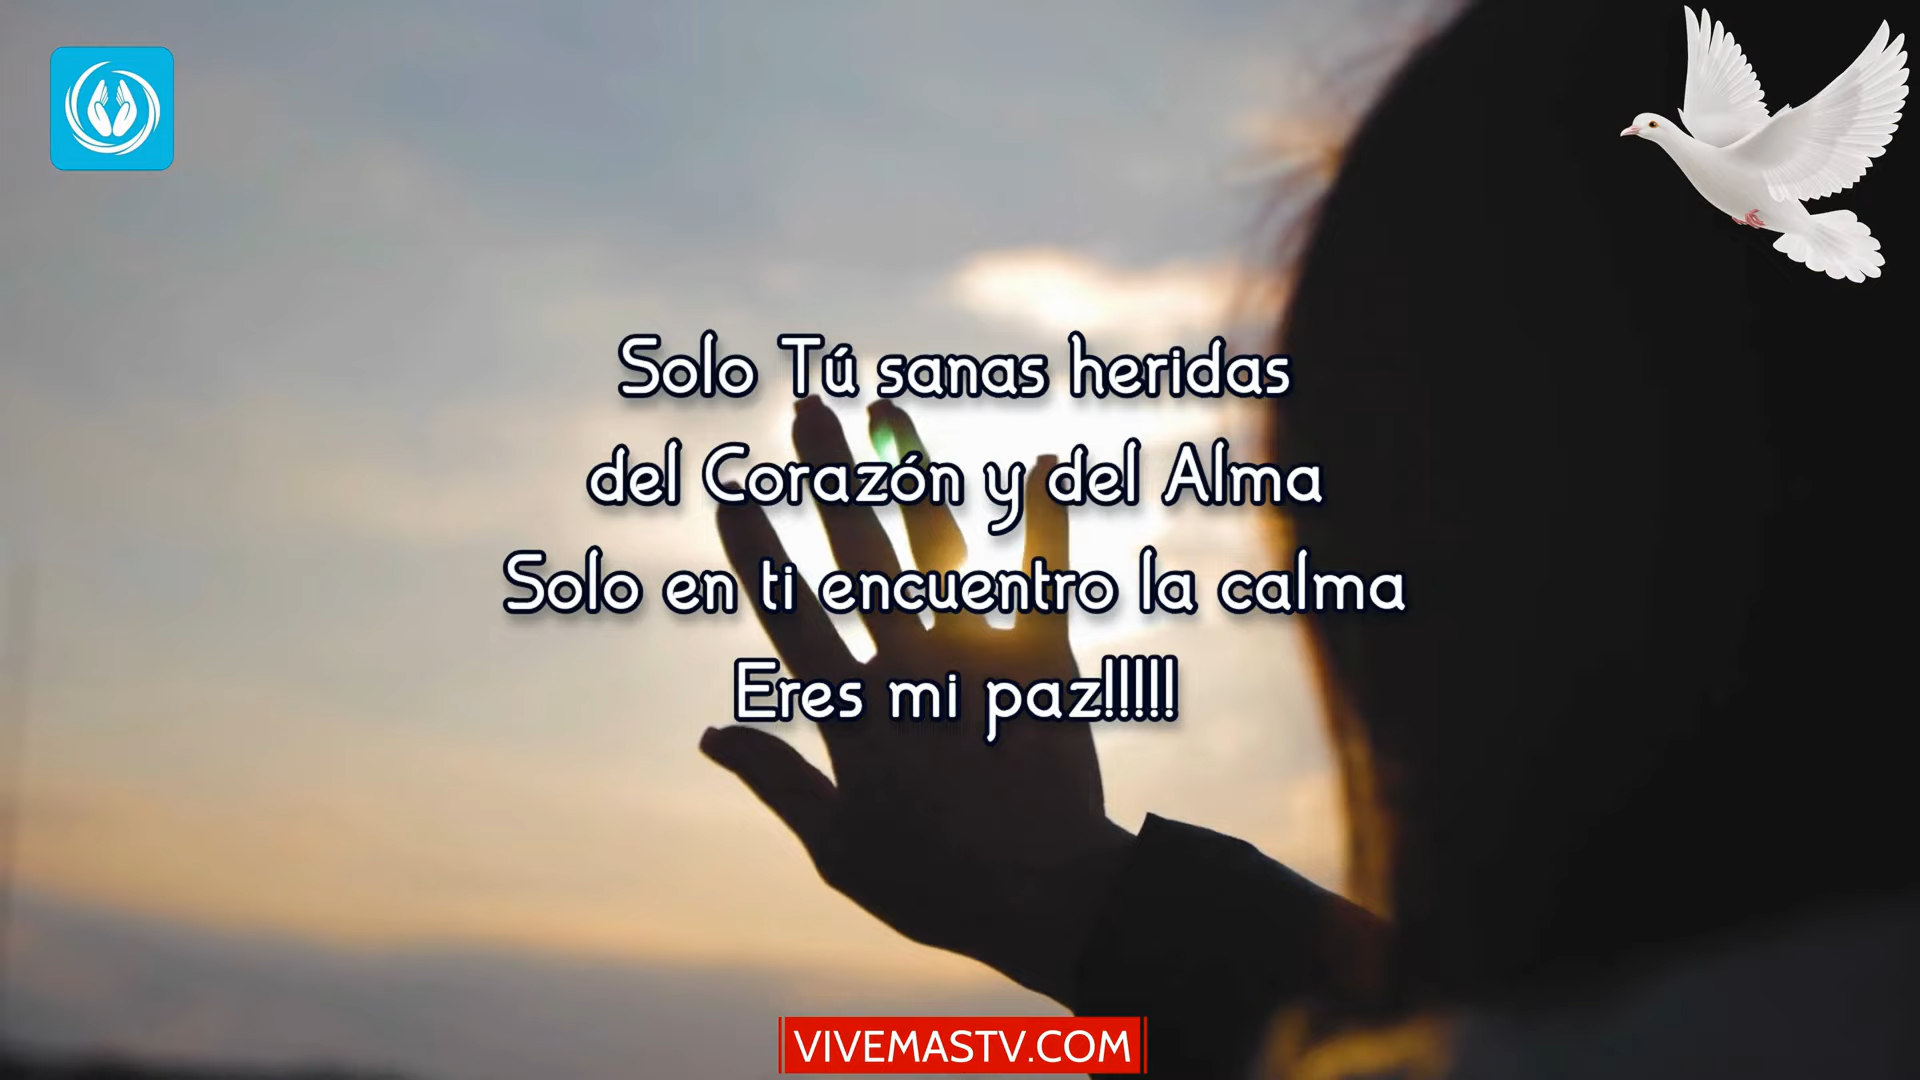 Solo Tú sanas heridas
del Corazón y del Alma
Solo en ti encuentro la calma
Eres mi paz!!!!!
VIVEMASTV.COM